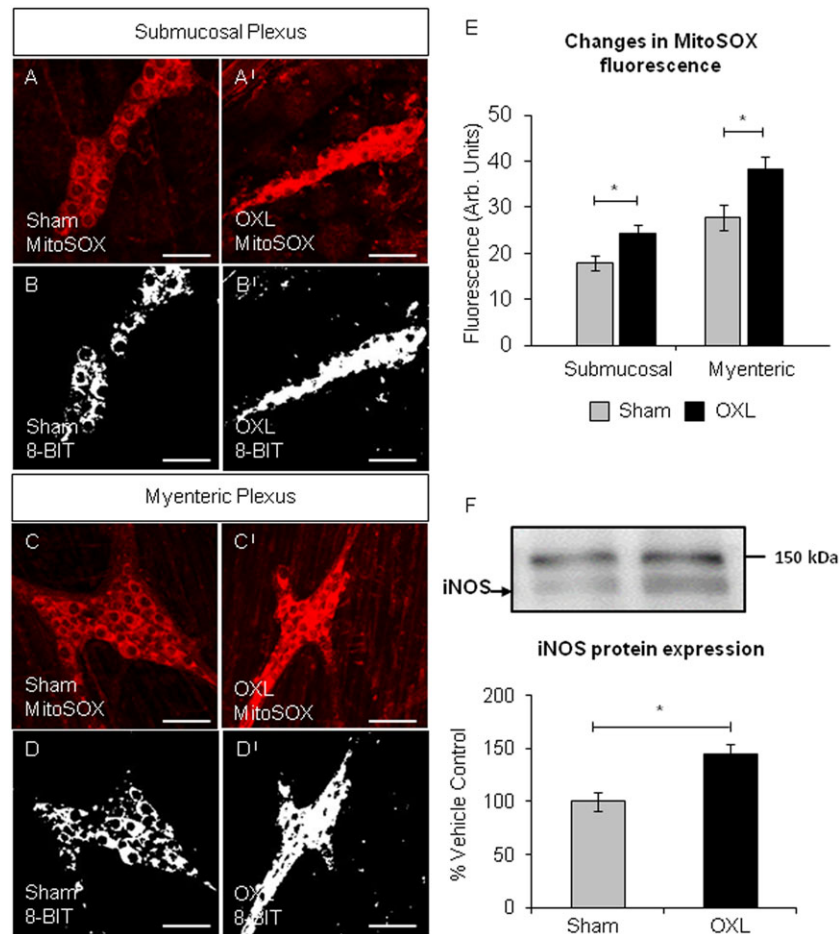 Submucosal Plexus
A
Sham
MitoSOX
A'
OXL
MitoSOX
B
Sham
8-BIT
B'
OXL
8-BIT
Myenteric Plexus
C
Sham
MitoSOX
C'
OXL
MitoSOX
D
Sham
8-BIT
D'
OXL
8-BIT
E
Changes in MitoSOX
fluorescence
Fluorescence (Arb. Units)
50
40
30
20
10
0
*
*
Submucosal
Myenteric
Sham
OXL
F
150 kDa
iNOS
iNOS protein expression
% Vehicle Control
200
150
100
50
0
*
Sham
OXL